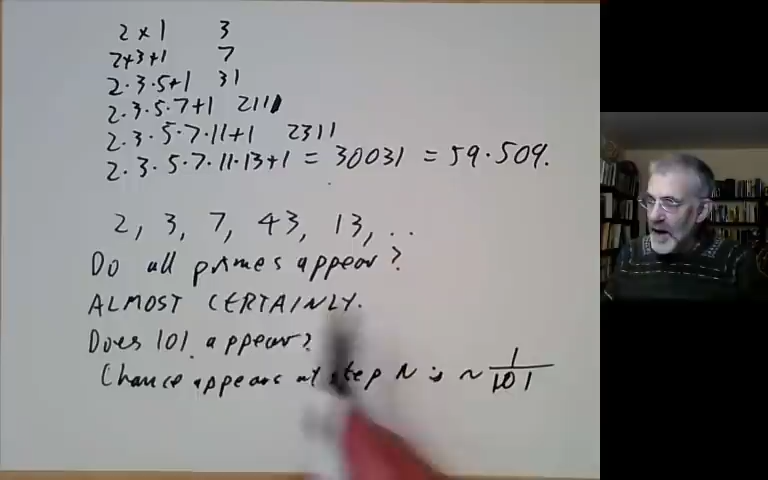 2 × 1 3
2+3+1 7
2·3·5+1 31
2·3·5·7+1 211
2·3·5·7·11+1 2311
2·3·5·7·11·13+1 = 30031 = 59·509.
2, 3, 7, 43, 13, ..
Do all primes appear?
ALMOST CERTAINLY.
Does 101 appear?
Chance appears at step N is ~ 1/101